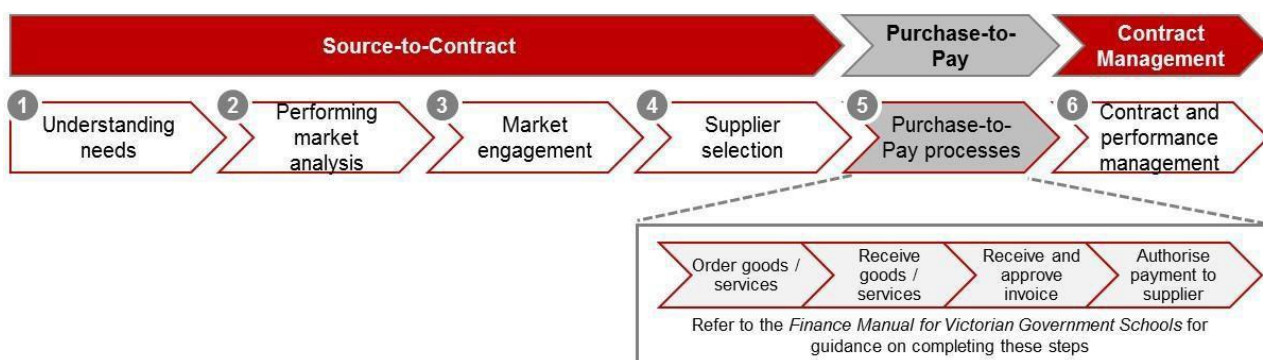 Source-to-Contract
Purchase-to-
Pay
Contract
Management
1
Understanding
needs
2
Performing
market
analysis
3
Market
engagement
4
Supplier
selection
5
Purchase-to-
Pay processes
6
Contract and
performance
management
Order goods /
services
Receive
goods /
services
Receive and
approve
invoice
Authorise
payment to
supplier
Refer to the Finance Manual for Victorian Government Schools for
guidance on completing these steps